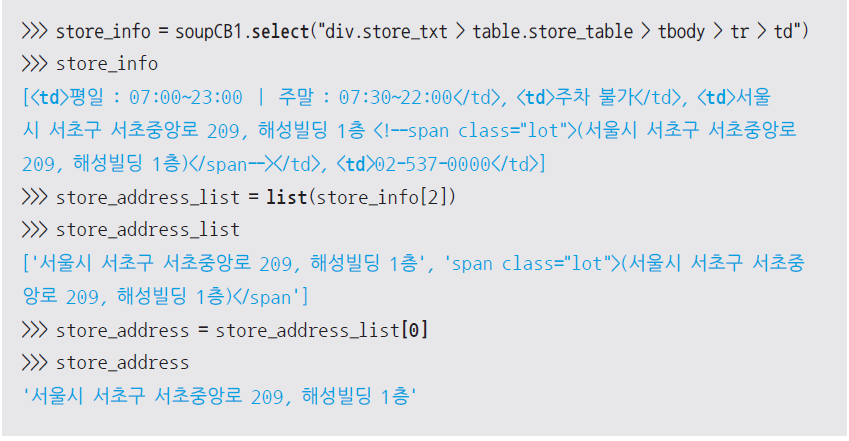 >>> store_info = soupCB1.select("div.store_txt > table.store_table > tbody > tr > td")
>>> store_info
[<td>평일 : 07:00~23:00 | 주말 : 07:30~22:00</td>, <td>주차 불가</td>, <td>서울
시 서초구 서초중앙로 209, 해성빌딩 1층 <!--span class="lot">(서울시 서초구 서초중앙로
209, 해성빌딩 1층)</span--></td>, <td>02-537-0000</td>]
>>> store_address_list = list(store_info[2])
>>> store_address_list
['서울시 서초구 서초중앙로 209, 해성빌딩 1층', 'span class="lot">(서울시 서초구 서초중
앙로 209, 해성빌딩 1층)</span']
>>> store_address = store_address_list[0]
>>> store_address
'서울시 서초구 서초중앙로 209, 해성빌딩 1층'